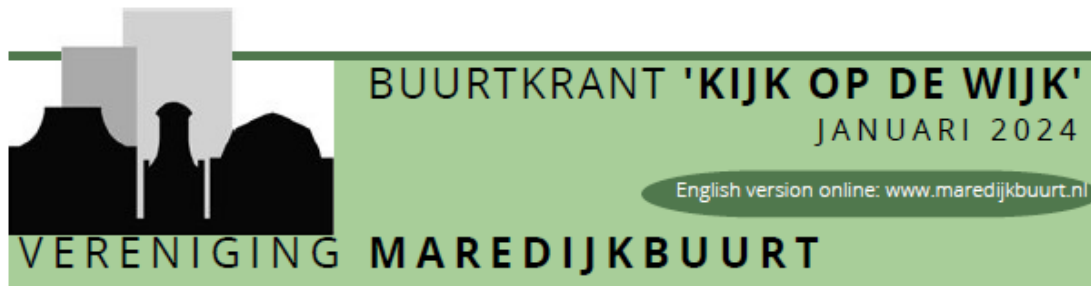 BUURTKRANT 'KIJK OP DE WIJK'
JANUARI 2024
English version online: www.maredijkbuurt.nl
VERENIGING MAREDIJKBUURT